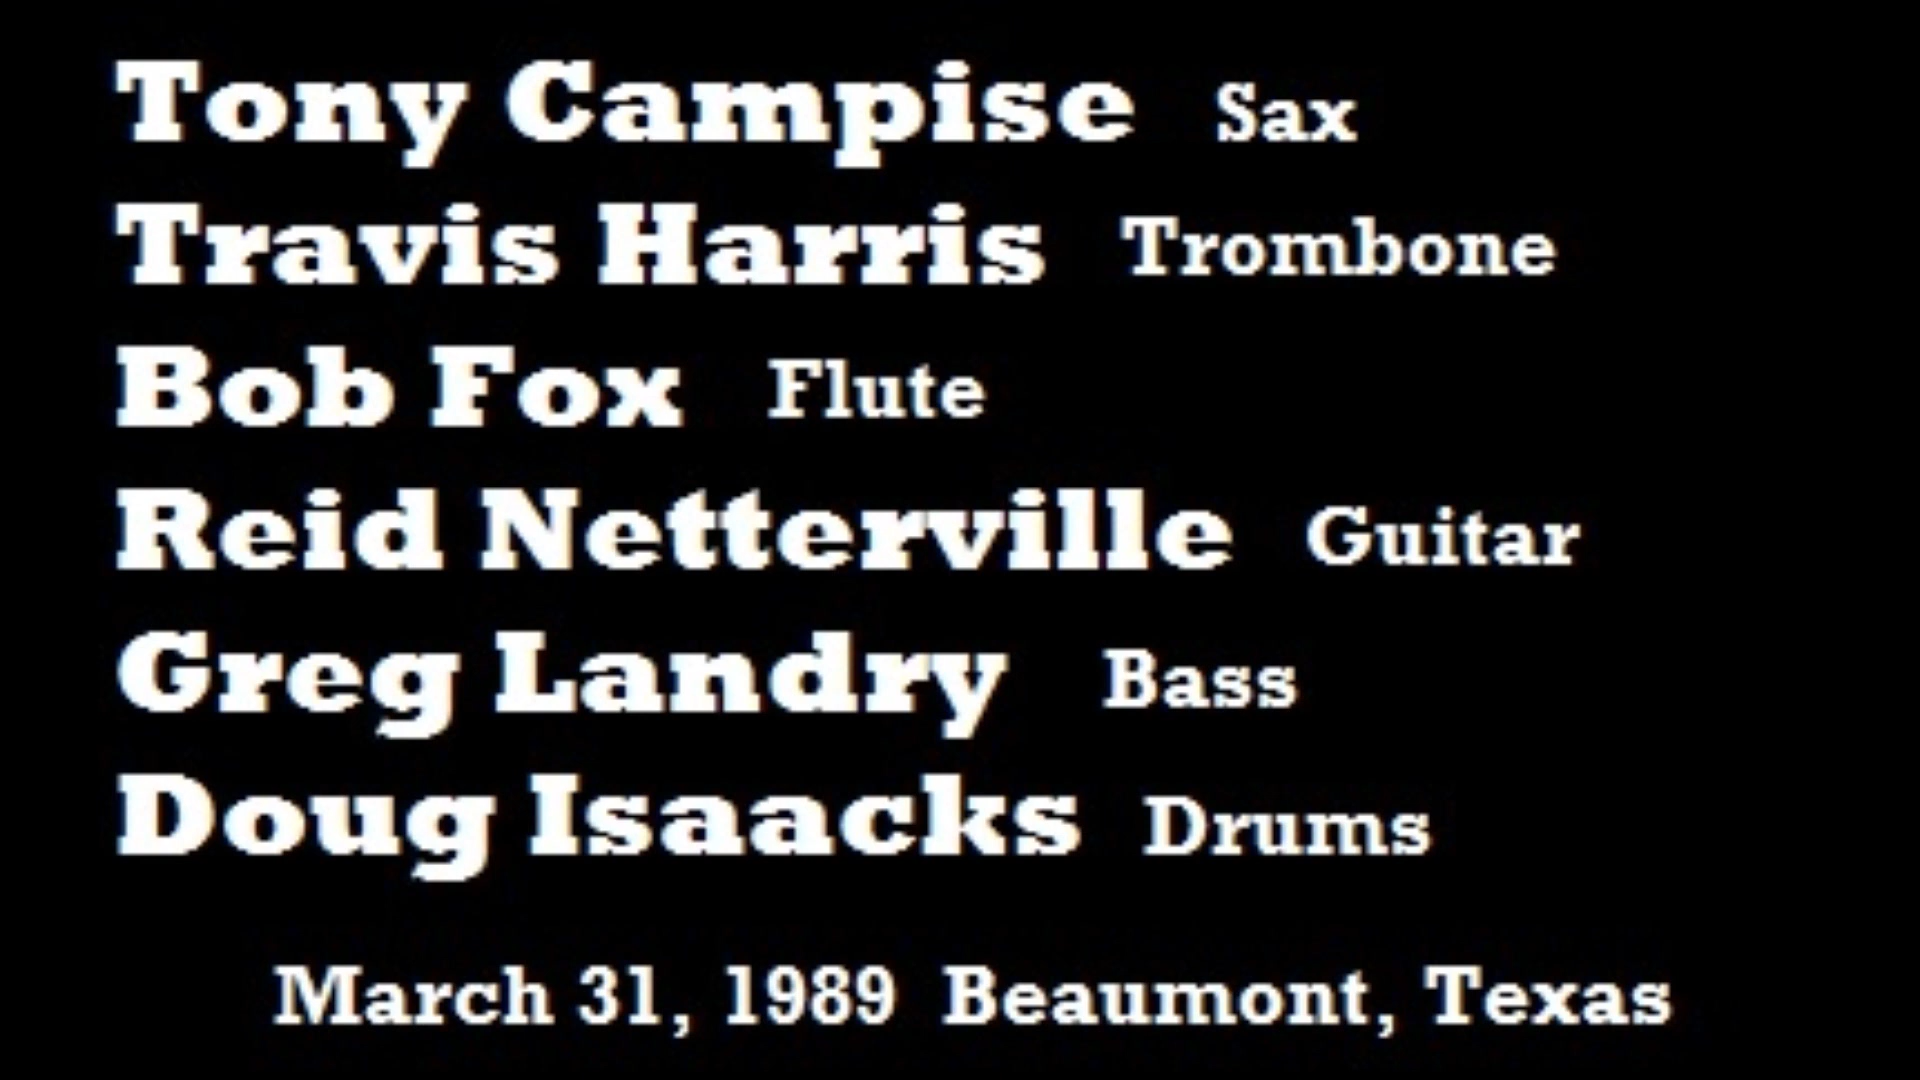 Tony Campise Sax
Travis Harris Trombone
Bob Fox Flute
Reid Netterville Guitar
Greg Landry Bass
Doug Isaacks Drums
March 31, 1989 Beaumont, Texas